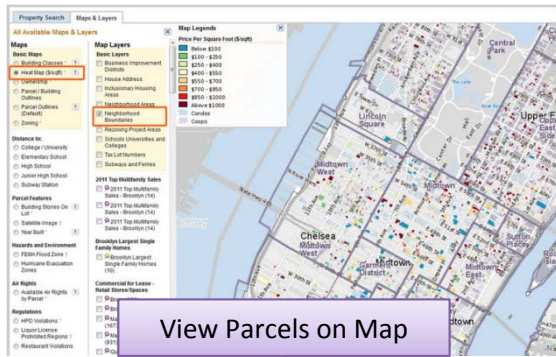 Property Search
Maps & Layers
All Available Maps & Layers
Maps
Basic Maps
Building Classes
Heat Map ($/sqft)
Ownership
Parcel / Building
Outlines
Parcel Outlines
(Default)
Zoning
Distance to:
College / University
Elementary School
High School
Junior High School
Subway Station
Parcel Features
Building Stories On
Lot
Satellite Image
Year Built
Hazards and Environment
FEMA Flood Zone
Hurricane Evacuation
Zones
Air Rights
Available Air Rights
by Parcel
Regulations
HPD Violations
Liquor License
Prohibited Regions
Restaurant Violations
Map Layers
Basic Layers
Business Improvement
Districts
House Address
Inclusionary Housing
Areas
Neighborhood Areas
Neighborhood
Boundaries
Rezoning Project Areas
Schools Universities and
Colleges
Tax Lot Numbers
Subways and Ferries
2011 Top Multifamily Sales
2011 Top Multifamily
Sales - Brooklyn (14)
2011 Top Multifamily
Sales - Brooklyn (14)
2011 Top Multifamily
Sales - Brooklyn (14)
Brooklyn Largest Single
Family Homes
Brooklyn Largest
Single Family Homes
(10)
Commercial for Lease -
Retail Stores/Spaces
Map Legends
Price Per Square Foot ($/sqft)
Below $100
$100 - $250
$250 - $400
$400 - $550
$550 - $700
$700 - $850
$850 - $1000
Above $1000
Condos
Coops
Central
Park
The Lake
Lincoln
Square
Midtown
West
Midtown
Chelsea
Midtown
West
Garment
District
Midtown
Midtown
East
Sutton
Place
View Parcels on Map